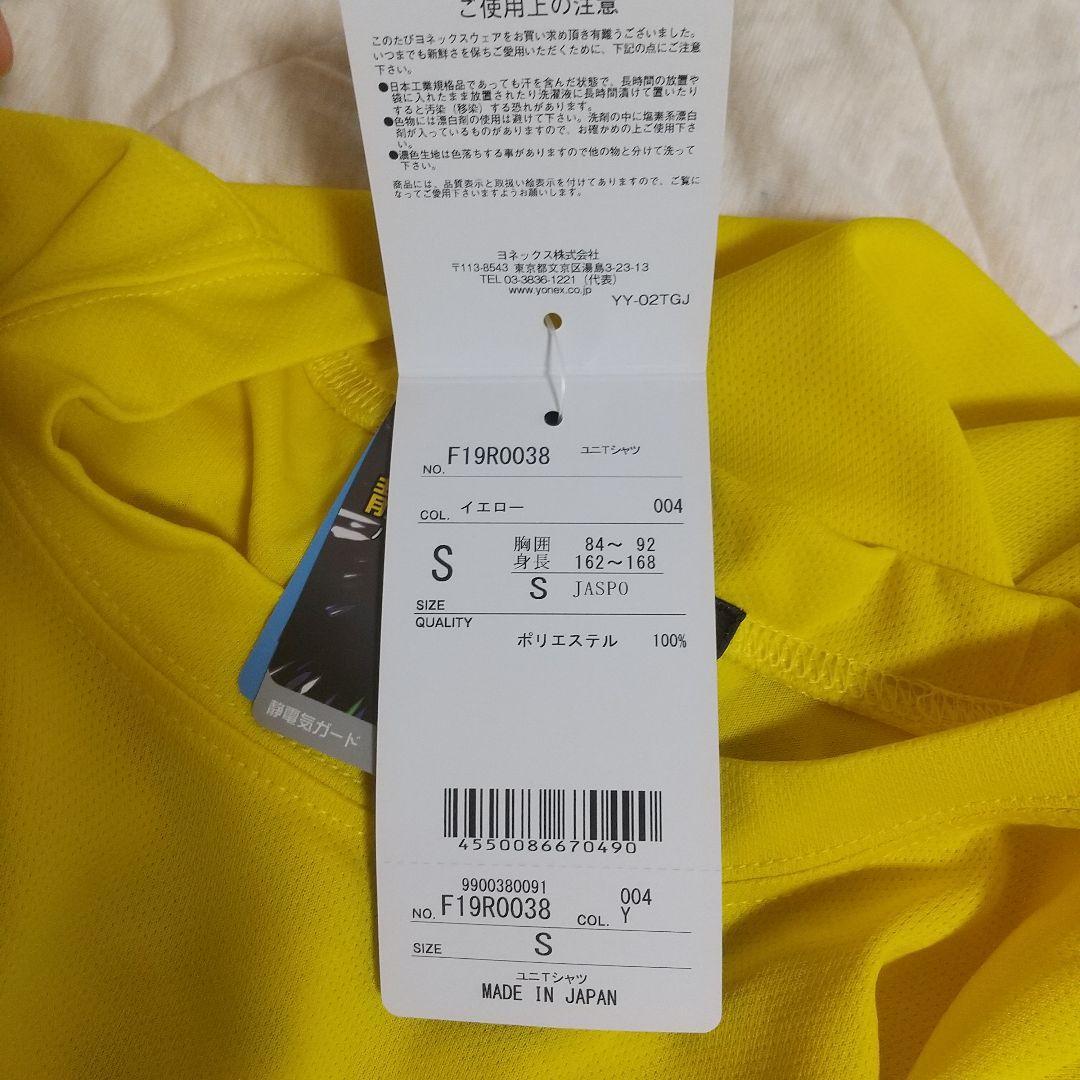 ご使用上の注意
このたびヨネックスウェアをお買い求め頂き有難うございました。
いつまでも新鮮さを保ちご愛用いただくために、下記の点にご注意
下さい。
●日本工業規格品であっても汗を含んだ状態で、長時間の放置や
袋に入れたまま放置されたり洗濯液に長時間漬けて置いたり
すると汚染（移染）する恐れがあります。
●色物には漂白剤の使用は避けて下さい。洗剤の中に塩素系漂白
剤が入っているものがありますので、お確かめの上ご使用下さ
い。
●濃色生地は色落ちする事がありますので他の物と分けて洗って
下さい。
商品には、品質表示と取扱い絵表示を付けてありますので、ご覧に
なってご愛用下さいますようお願いします。
ヨネックス株式会社
〒113-8543 東京都文京区湯島3-23-13
TEL 03-3836-1221（代表）
www.yonex.co.jp
YY-02TGJ
NO. F19R0038 ユニTシャツ
COL. イエロー 004
S 胸囲 84～ 92
身長 162～168
S JASPO
SIZE
QUALITY
ポリエステル 100%
静電気ガード
4550086670490
9900380091
NO. F19R0038 COL. 004
Y
SIZE S
ユニTシャツ
MADE IN JAPAN